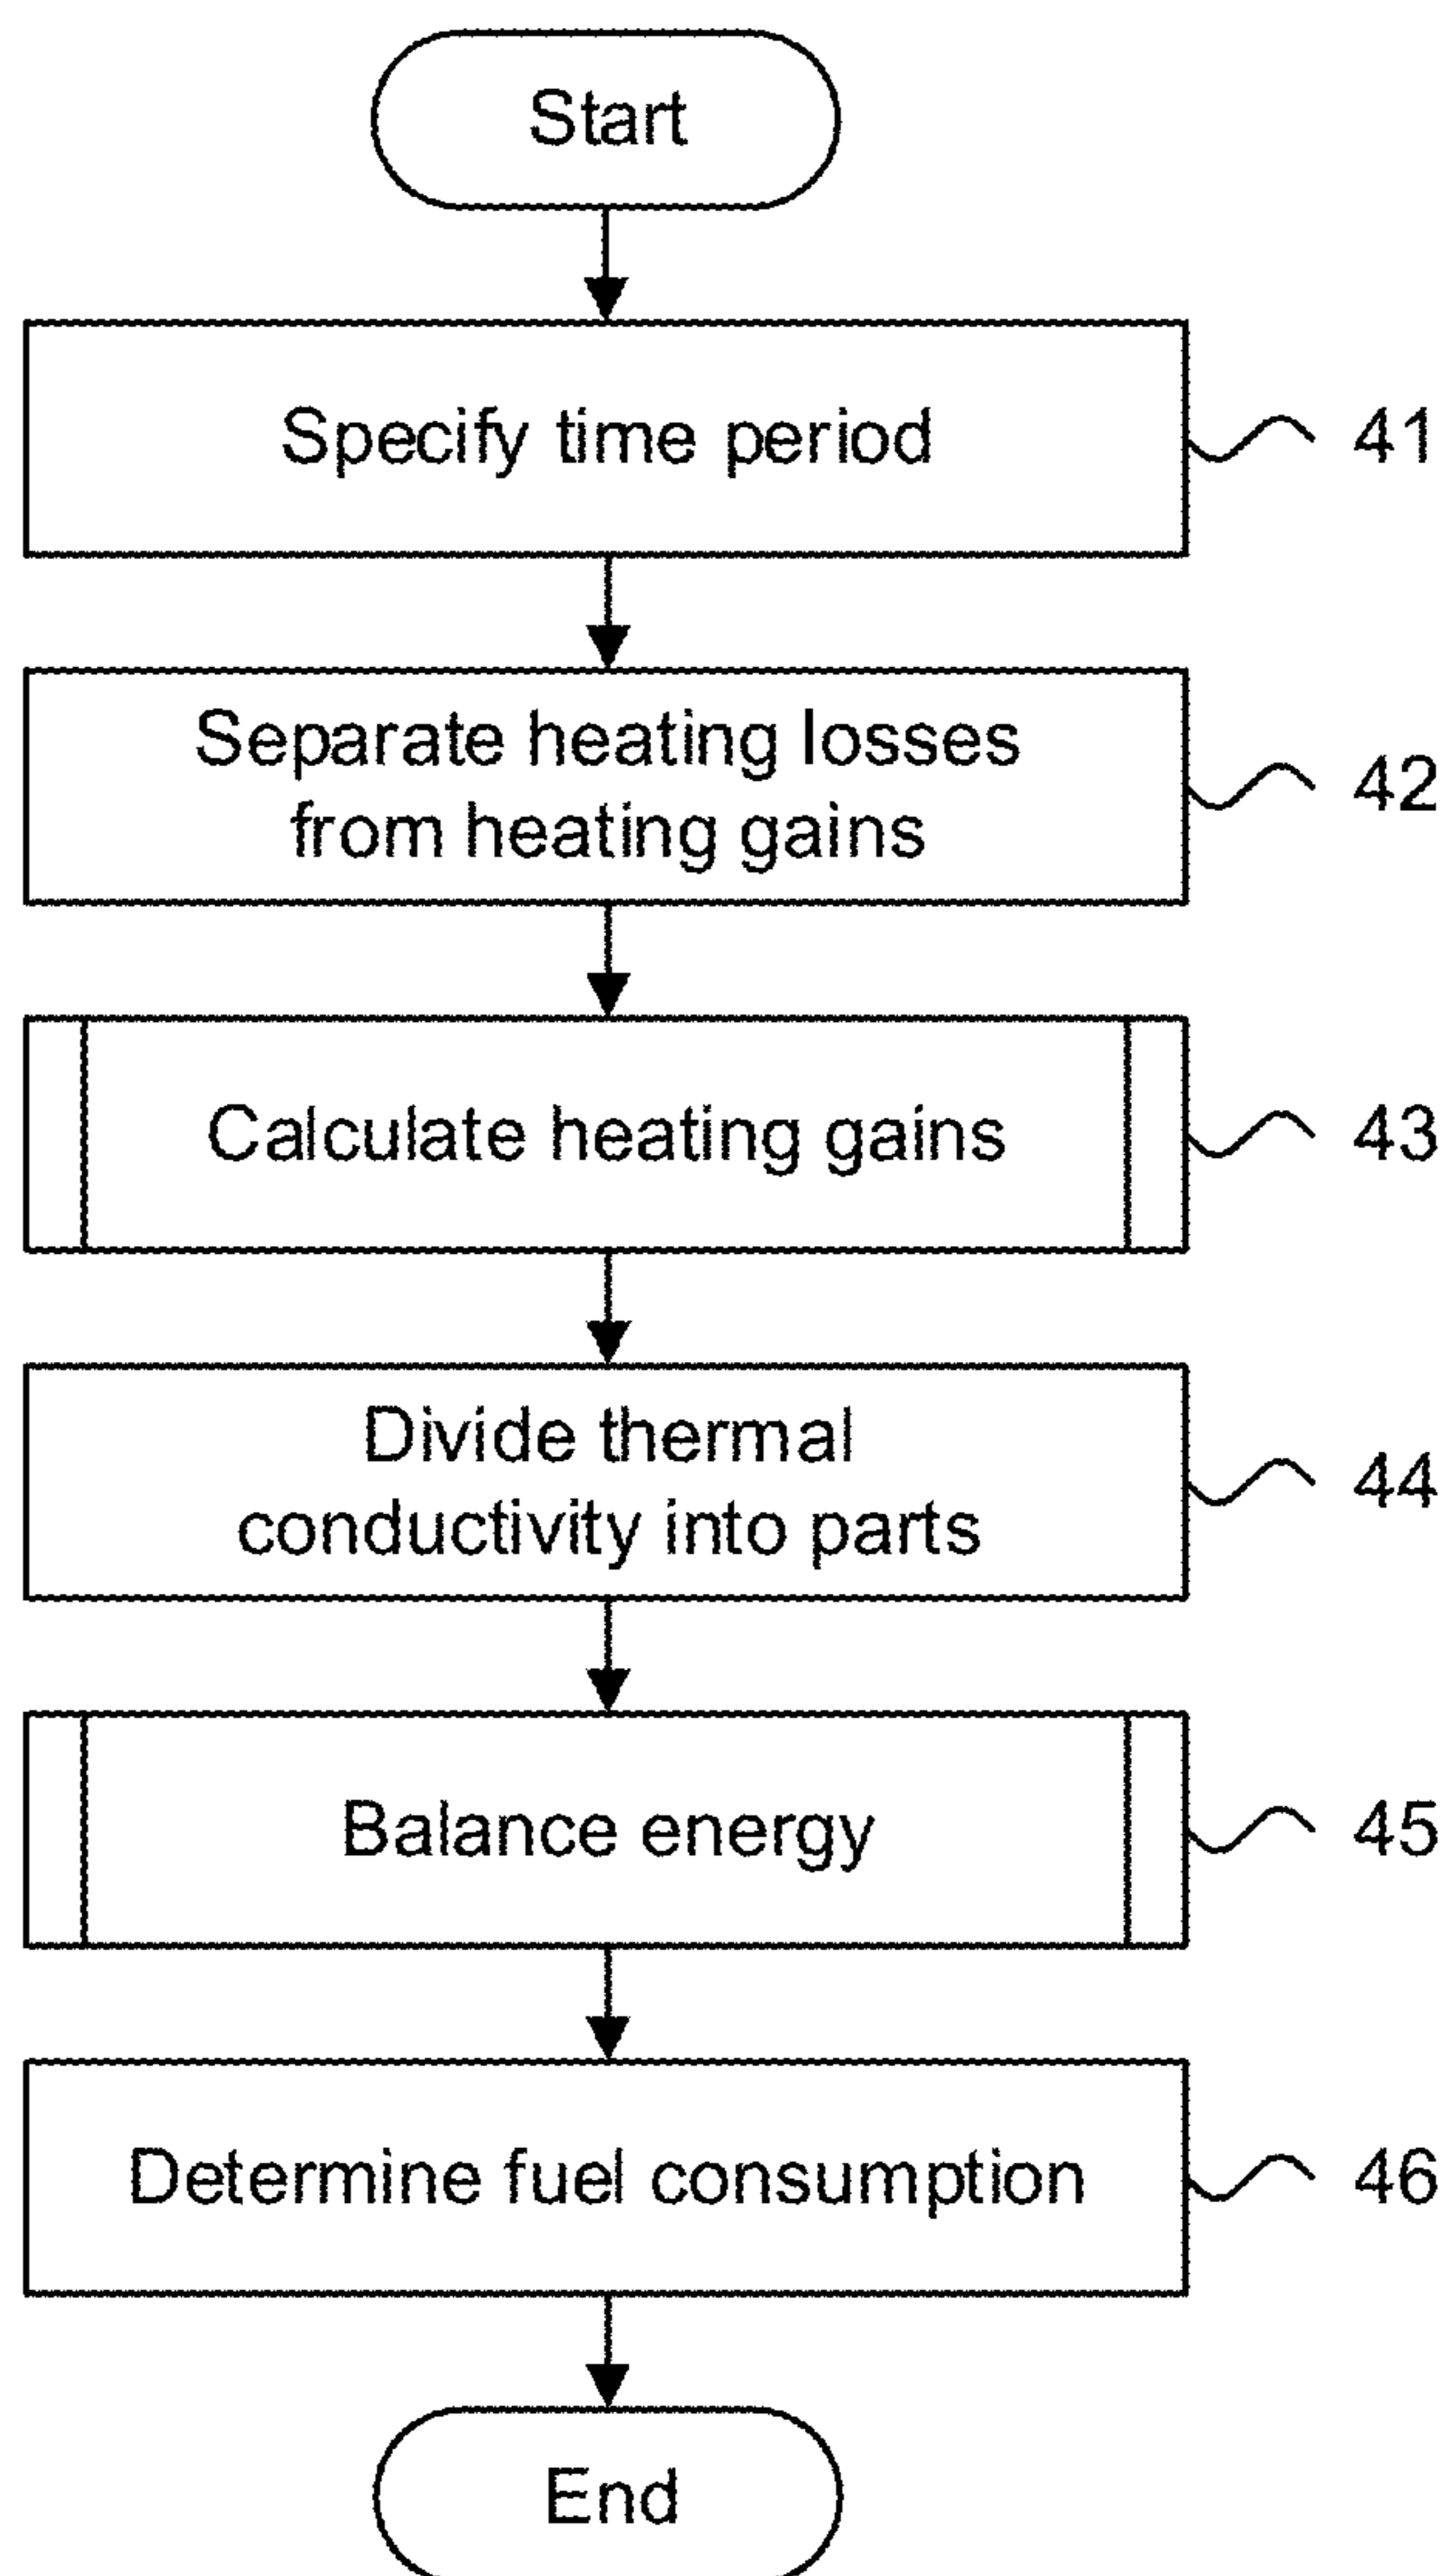 Start
Specify time period
41
Separate heating losses
from heating gains
42
Calculate heating gains
43
Divide thermal
conductivity into parts
44
Balance energy
45
Determine fuel consumption
46
End